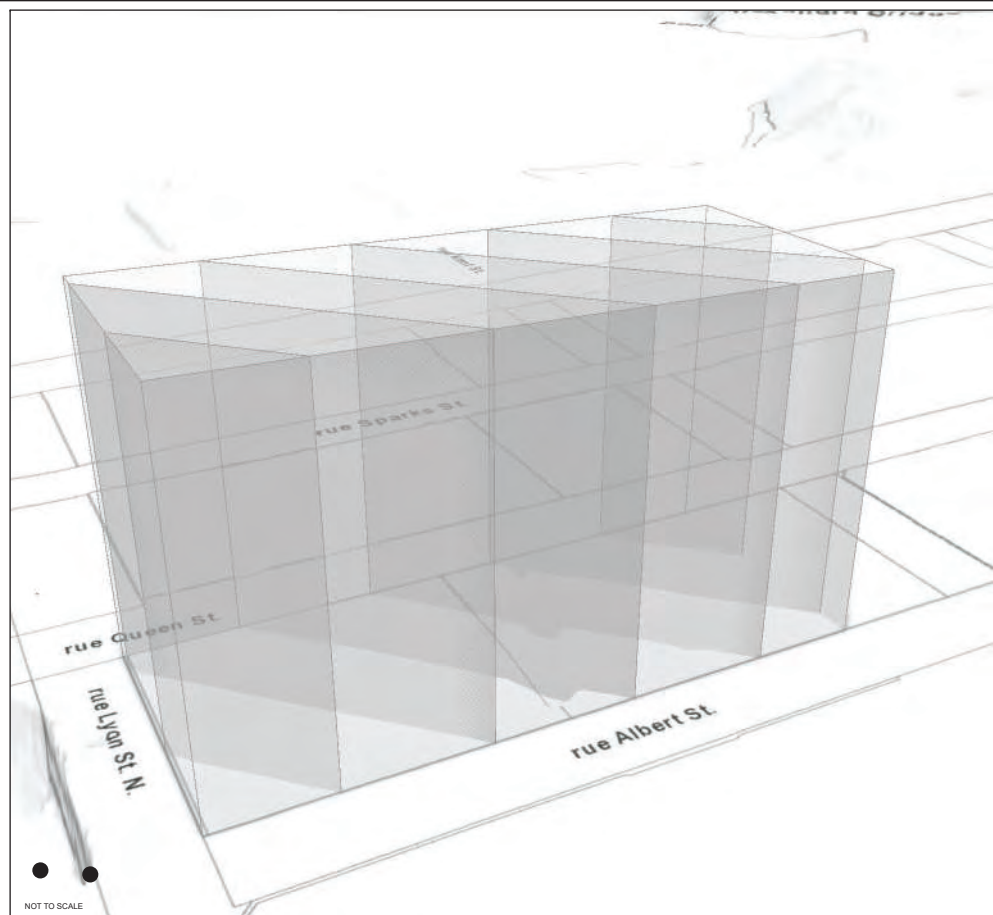 rue Sparks St.
rue Queen St.
rue Lyon St. N.
rue Albert St.
NOT TO SCALE